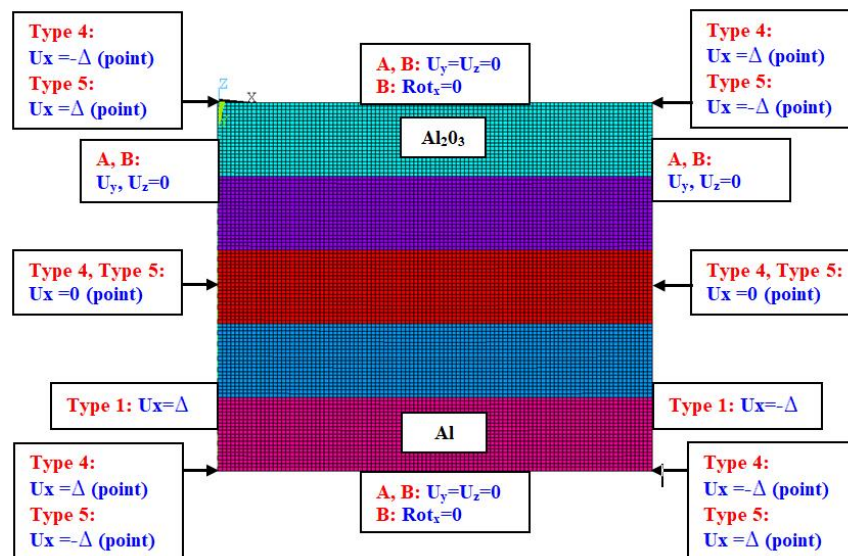 Type 4:
Ux =-Δ (point)
Type 5:
Ux =Δ (point)
A, B: Uy=Uz=0
B: Rotx=0
Type 4:
Ux =Δ (point)
Type 5:
Ux =-Δ (point)
Z
X
Al₂0₃
A, B:
Uy, Uz=0
A, B:
Uy, Uz=0
Type 4, Type 5:
Ux =0 (point)
Type 4, Type 5:
Ux =0 (point)
Type 1: Ux=Δ
Type 1: Ux=-Δ
Al
Type 4:
Ux =Δ (point)
Type 5:
Ux =-Δ (point)
A, B: Uy=Uz=0
B: Rotx=0
Type 4:
Ux =-Δ (point)
Type 5:
Ux =Δ (point)